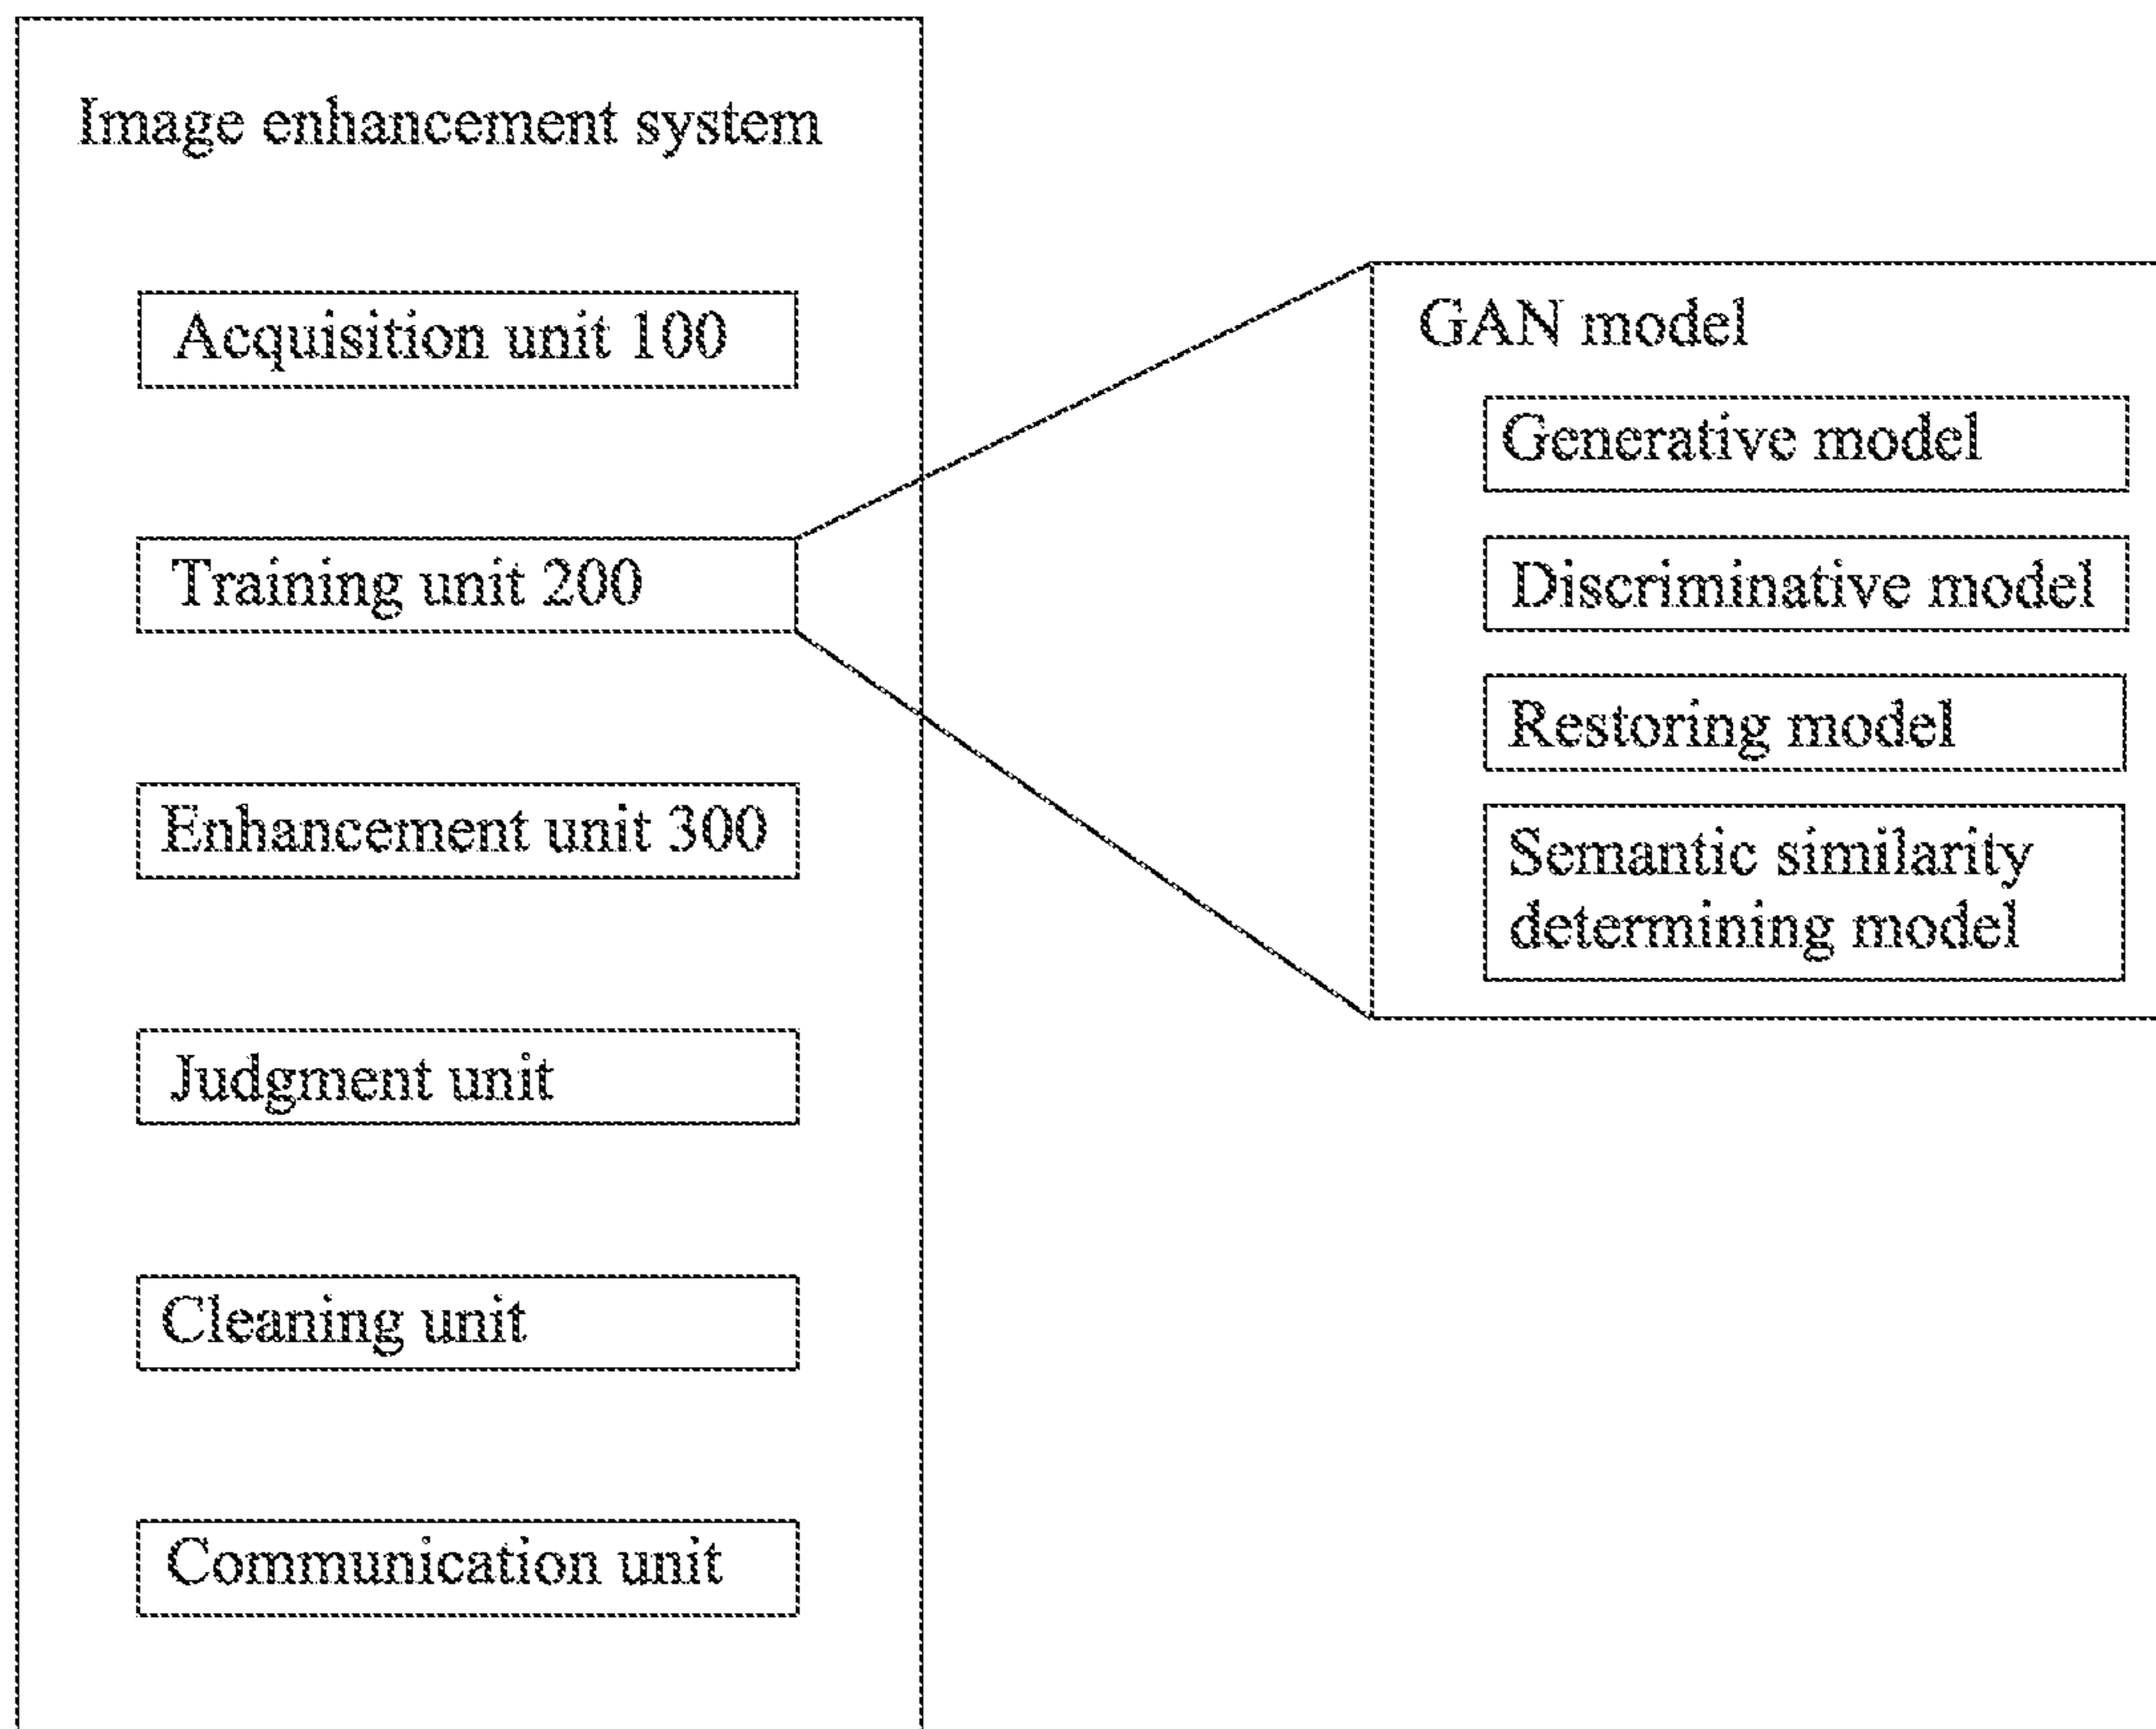 Image enhancement system
Acquisition unit 100
Training unit 200
Enhancement unit 300
Judgment unit
Cleaning unit
Communication unit
GAN model
Generative model
Discriminative model
Restoring model
Semantic similarity
determining model